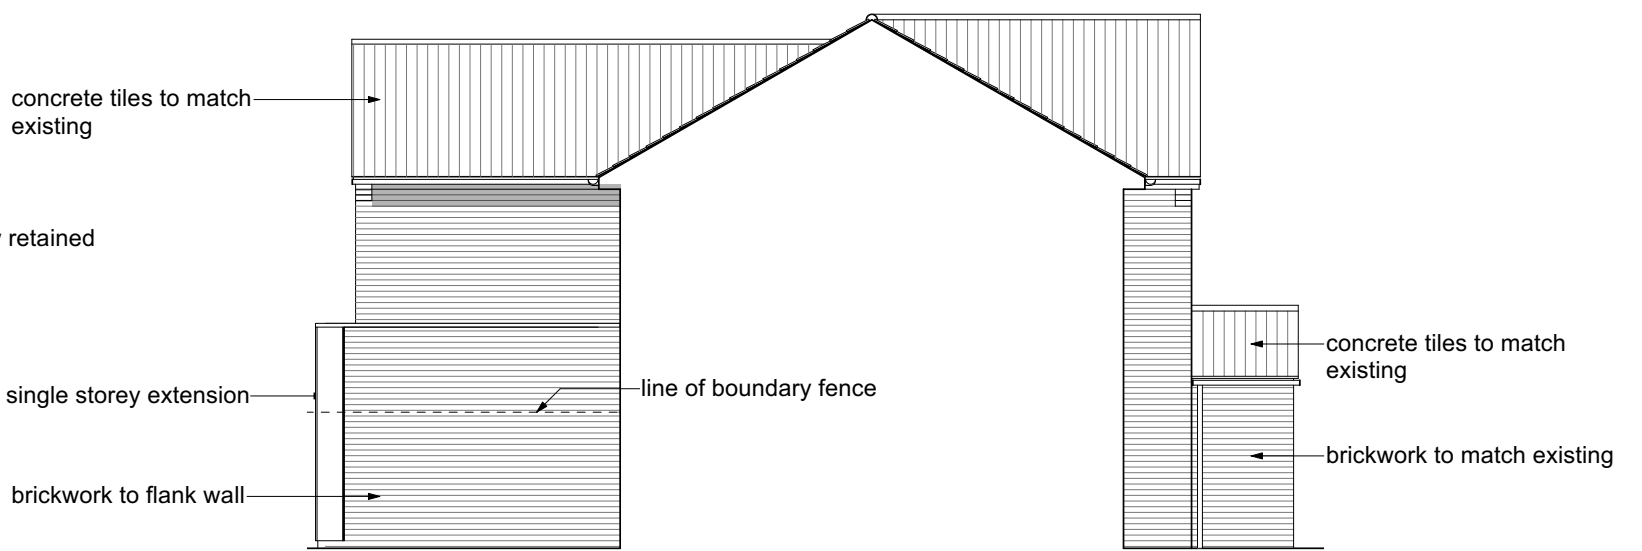 concrete tiles to match
existing
retained
single storey extension
line of boundary fence
brickwork to flank wall
concrete tiles to match
existing
brickwork to match existing